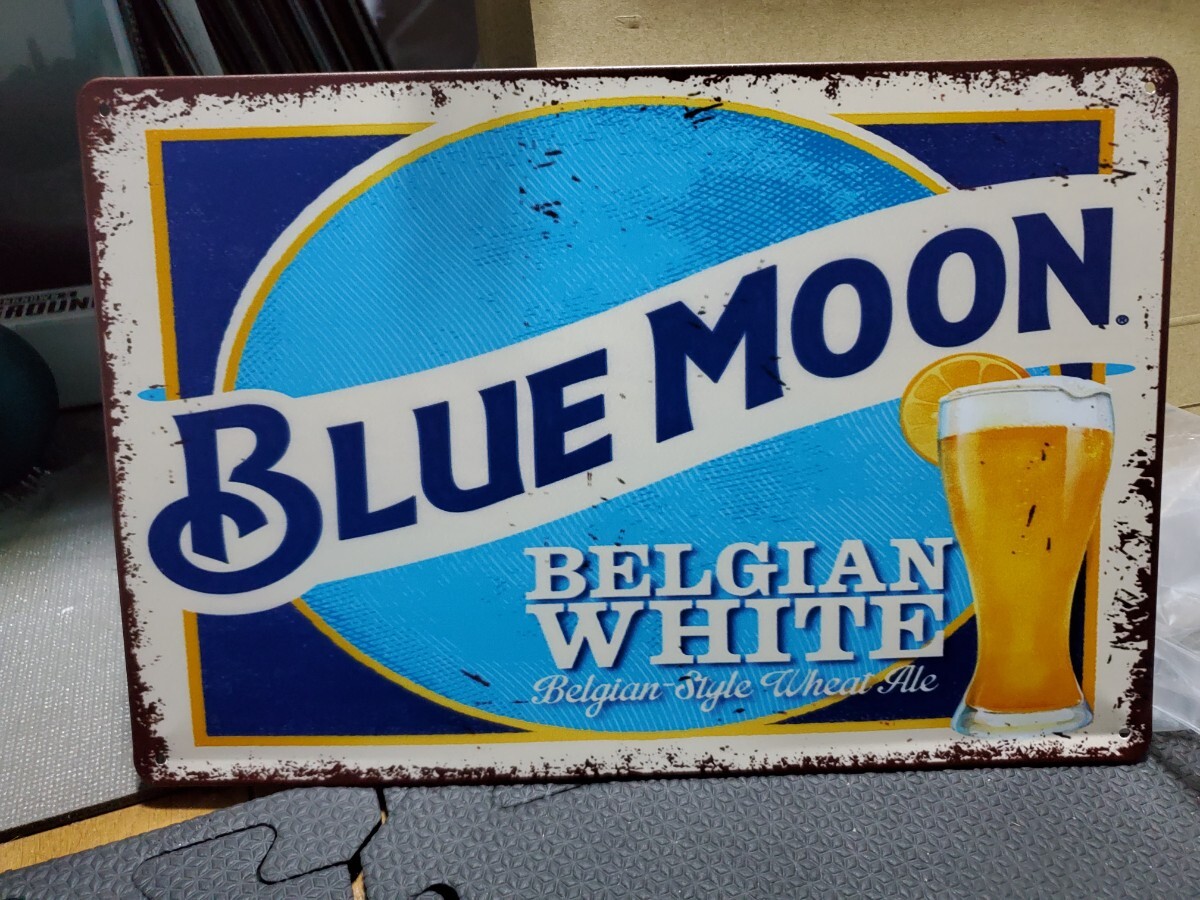 BLUE MOON®
BELGIAN
WHITE
Belgian-Style Wheat Ale